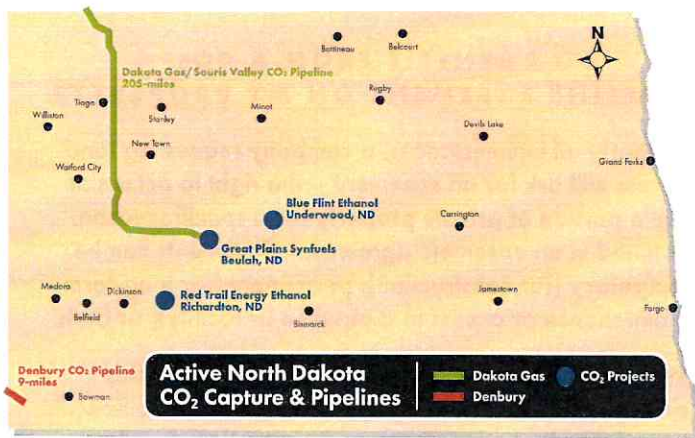 N
Bottineau
Belcourt
Dakota Gas/Souris Valley CO₂ Pipeline
205-miles
Rugby
Tioga
Stanley
Minot
Williston
Devils Lake
New Town
Grand Forks
Watford City
Blue Flint Ethanol
Underwood, ND
Carrington
Great Plains Synfuels
Beulah, ND
Medora
Dickinson
Belfield
Red Trail Energy Ethanol
Richardton, ND
Jamestown
Bismarck
Fargo
Denbury CO₂ Pipeline
9-miles
Bowman
Active North Dakota
CO₂ Capture & Pipelines
Dakota Gas
CO₂ Projects
Denbury